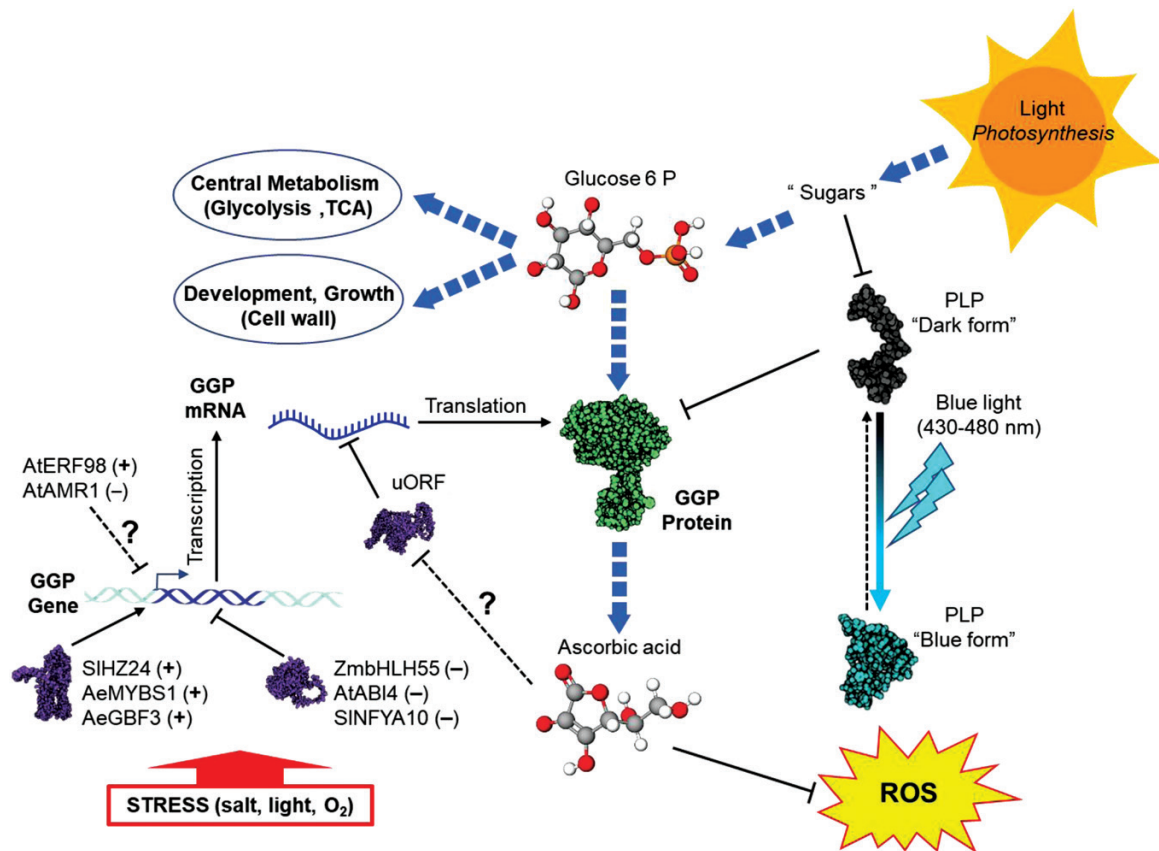 Light
Photosynthesis
Central Metabolism
(Glycolysis ,TCA)
Glucose 6 P
“ Sugars ”
Development, Growth
(Cell wall)
PLP
“Dark form”
GGP
mRNA
Translation
Blue light
(430-480 nm)
AtERF98 (+)
AtAMR1 (–)
?
Transcription
uORF
GGP
Protein
GGP
Gene
?
PLP
“Blue form”
Ascorbic acid
SlHZ24 (+)
AeMYBS1 (+)
AeGBF3 (+)
ZmbHLH55 (–)
AtABI4 (–)
SlNFYA10 (–)
STRESS (salt, light, O₂)
ROS